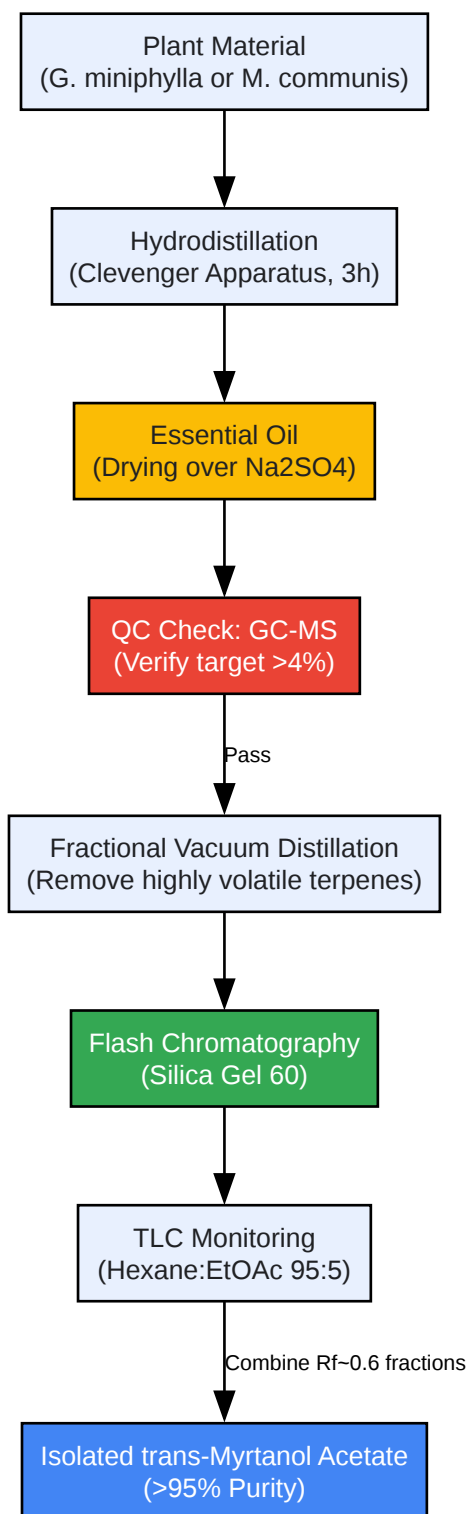 Plant Material
(G. miniphylla or M. communis)
Hydrodistillation
(Clevenger Apparatus, 3h)
Essential Oil
(Drying over Na2SO4)
QC Check: GC-MS
(Verify target >4%)
Pass
Fractional Vacuum Distillation
(Remove highly volatile terpenes)
Flash Chromatography
(Silica Gel 60)
TLC Monitoring
(Hexane:EtOAc 95:5)
Combine Rf~0.6 fractions
Isolated trans-Myrtanol Acetate
(>95% Purity)